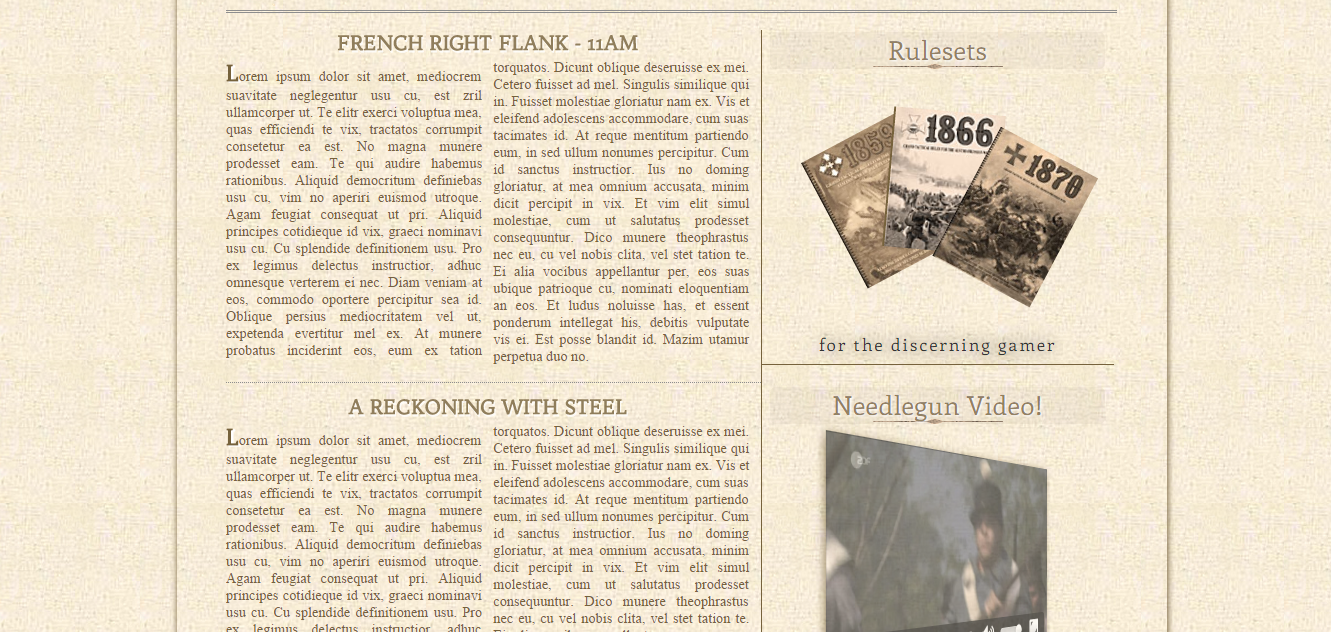 FRENCH RIGHT FLANK - 11AM
Lorem ipsum dolor sit amet, mediocrem
suavitate neglegentur usu cu, est zril
ullamcorper ut. Te elitr exerci voluptua mea,
quas efficiendi te vix, tractatos corrumpit
consetetur ea est. No magna munere
prodesset eam. Te qui audire habemus
rationibus. Aliquid democritum definiebas
usu cu, vim no aperiri euismod utroque.
Agam feugiat consequat ut pri. Aliquid
principes cotidieque id vix, graeci nominavi
usu cu. Cu splendide definitionem usu. Pro
ex legimus delectus instructior, adhuc
omnesque verterem ei nec. Diam veniam at
eos, commodo oportere percipitur sea id.
Oblique persius mediocritatem vel ut,
expetenda evertitur mel ex. At munere
probatus inciderint eos, eum ex tation
torquatos. Dicunt oblique deseruisse ex mei.
Cetero fuisset ad mel. Singulis similique qui
in. Fuisset molestiae gloriatur nam ex. Vis et
eleifend adolescens accommodare, cum suas
tacimates id. At reque mentitum partiendo
eum, in sed ullum nonumes percipitur. Cum
id sanctus instructior. Ius no doming
gloriatur, at mea omnium accusata, minim
dicit percipit in vix. Et vim elit simul
molestiae, cum ut salutatus prodesset
consequuntur. Dico munere theophrastus
nec eu, cu vel nobis clita, vel stet tation te.
Ei alia vocibus appellantur per, eos suas
ubique patrioque cu, nominati eloquentiam
an eos. Et ludus noluisse has, et essent
ponderum intellegat his, debitis vulputate
vis ei. Est posse blandit id. Mazim utamur
perpetua duo no.
A RECKONING WITH STEEL
Lorem ipsum dolor sit amet, mediocrem
suavitate neglegentur usu cu, est zril
ullamcorper ut. Te elitr exerci voluptua mea,
quas efficiendi te vix, tractatos corrumpit
consetetur ea est. No magna munere
prodesset eam. Te qui audire habemus
rationibus. Aliquid democritum definiebas
usu cu, vim no aperiri euismod utroque.
Agam feugiat consequat ut pri. Aliquid
principes cotidieque id vix, graeci nominavi
usu cu. Cu splendide definitionem usu. Pro
ex legimus delectus instructior, adhuc
torquatos. Dicunt oblique deseruisse ex mei.
Cetero fuisset ad mel. Singulis similique qui
in. Fuisset molestiae gloriatur nam ex. Vis et
eleifend adolescens accommodare, cum suas
tacimates id. At reque mentitum partiendo
eum, in sed ullum nonumes percipitur. Cum
id sanctus instructior. Ius no doming
gloriatur, at mea omnium accusata, minim
dicit percipit in vix. Et vim elit simul
molestiae, cum ut salutatus prodesset
consequuntur. Dico munere theophrastus
nec eu, cu vel nobis clita, vel stet tation te.
Rulesets
1859
1866
1870
for the discerning gamer
Needlegun Video!
ZDF